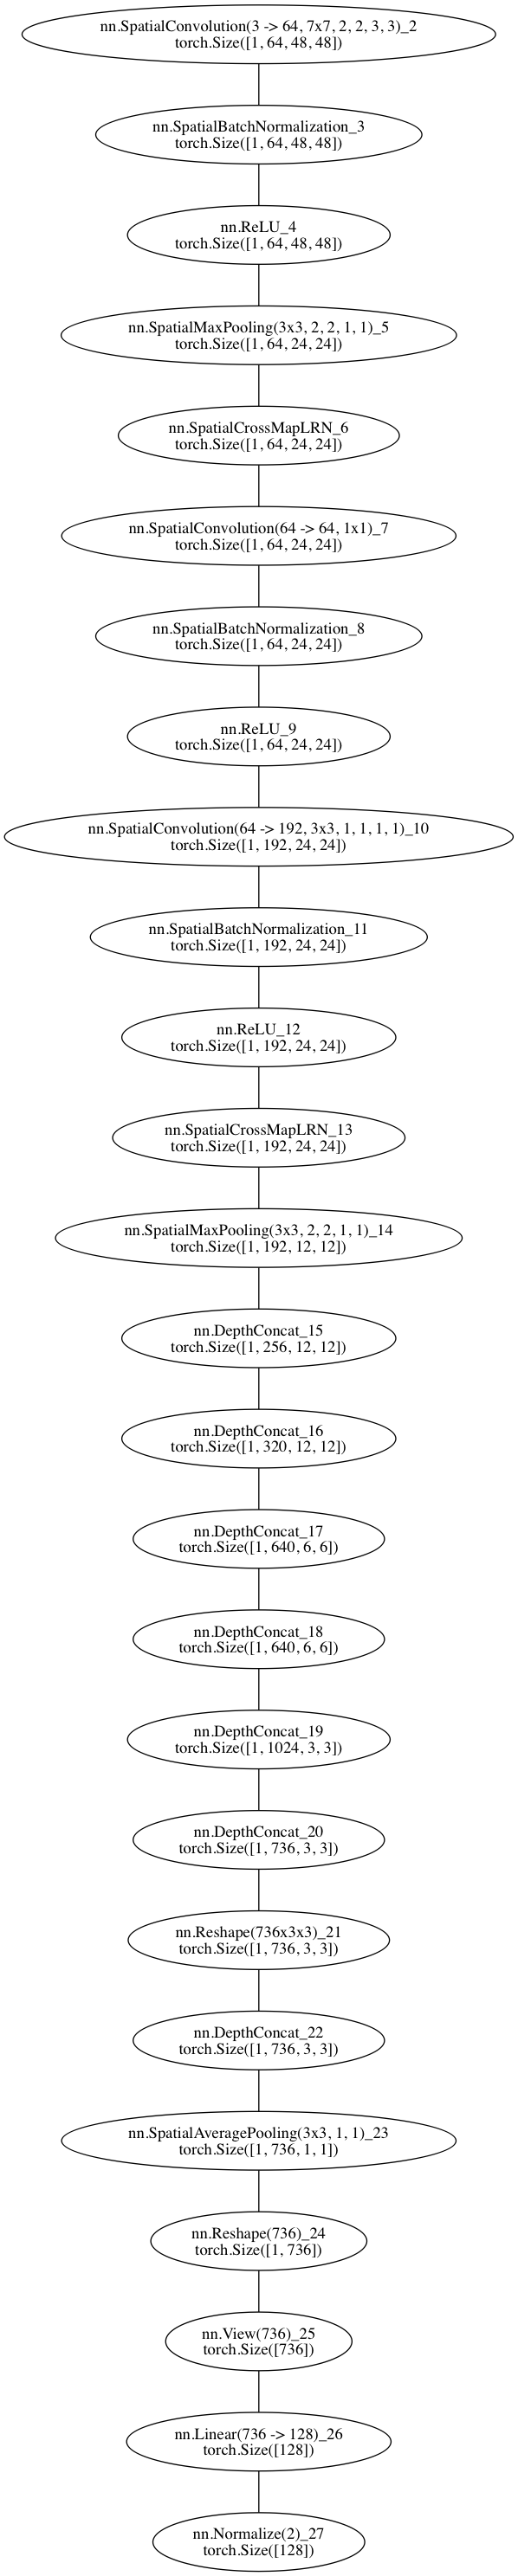 nn.SpatialConvolution(3 -> 64, 7x7, 2, 2, 3, 3)_2
torch.Size([1, 64, 48, 48])
nn.SpatialBatchNormalization_3
torch.Size([1, 64, 48, 48])
nn.ReLU_4
torch.Size([1, 64, 48, 48])
nn.SpatialMaxPooling(3x3, 2, 2, 1, 1)_5
torch.Size([1, 64, 24, 24])
nn.SpatialCrossMapLRN_6
torch.Size([1, 64, 24, 24])
nn.SpatialConvolution(64 -> 64, 1x1)_7
torch.Size([1, 64, 24, 24])
nn.SpatialBatchNormalization_8
torch.Size([1, 64, 24, 24])
nn.ReLU_9
torch.Size([1, 64, 24, 24])
nn.SpatialConvolution(64 -> 192, 3x3, 1, 1, 1, 1)_10
torch.Size([1, 192, 24, 24])
nn.SpatialBatchNormalization_11
torch.Size([1, 192, 24, 24])
nn.ReLU_12
torch.Size([1, 192, 24, 24])
nn.SpatialCrossMapLRN_13
torch.Size([1, 192, 24, 24])
nn.SpatialMaxPooling(3x3, 2, 2, 1, 1)_14
torch.Size([1, 192, 12, 12])
nn.DepthConcat_15
torch.Size([1, 256, 12, 12])
nn.DepthConcat_16
torch.Size([1, 320, 12, 12])
nn.DepthConcat_17
torch.Size([1, 640, 6, 6])
nn.DepthConcat_18
torch.Size([1, 640, 6, 6])
nn.DepthConcat_19
torch.Size([1, 1024, 3, 3])
nn.DepthConcat_20
torch.Size([1, 736, 3, 3])
nn.Reshape(736x3x3)_21
torch.Size([1, 736, 3, 3])
nn.DepthConcat_22
torch.Size([1, 736, 3, 3])
nn.SpatialAveragePooling(3x3, 1, 1)_23
torch.Size([1, 736, 1, 1])
nn.Reshape(736)_24
torch.Size([1, 736])
nn.View(736)_25
torch.Size([736])
nn.Linear(736 -> 128)_26
torch.Size([128])
nn.Normalize(2)_27
torch.Size([128])